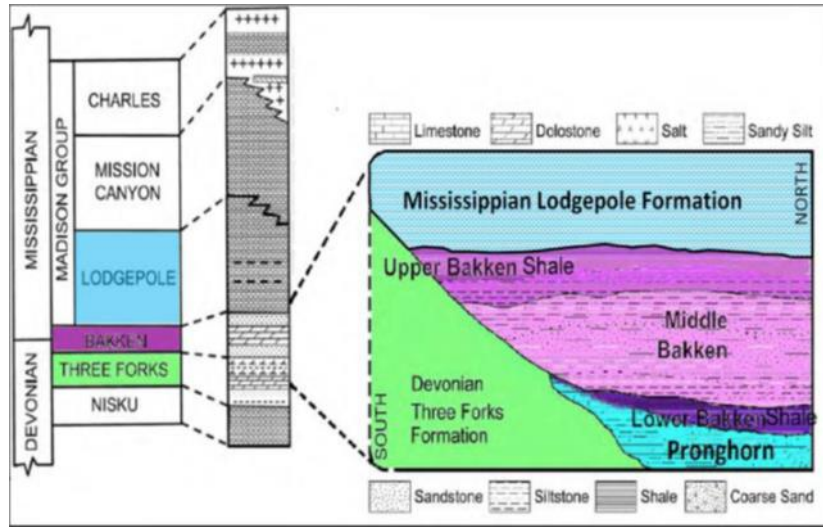 MISSISSIPPIAN
DEVONIAN
MADISON GROUP
CHARLES
MISSION
CANYON
LODGEPOLE
BAKKEN
THREE FORKS
NISKU
Limestone
Dolostone
Salt
Sandy Silt
Mississippian Lodgepole Formation
NORTH
Upper Bakken Shale
Middle
Bakken
Devonian
Three Forks
Formation
SOUTH
Lower Bakken Shale
Pronghorn
Sandstone
Siltstone
Shale
Coarse Sand